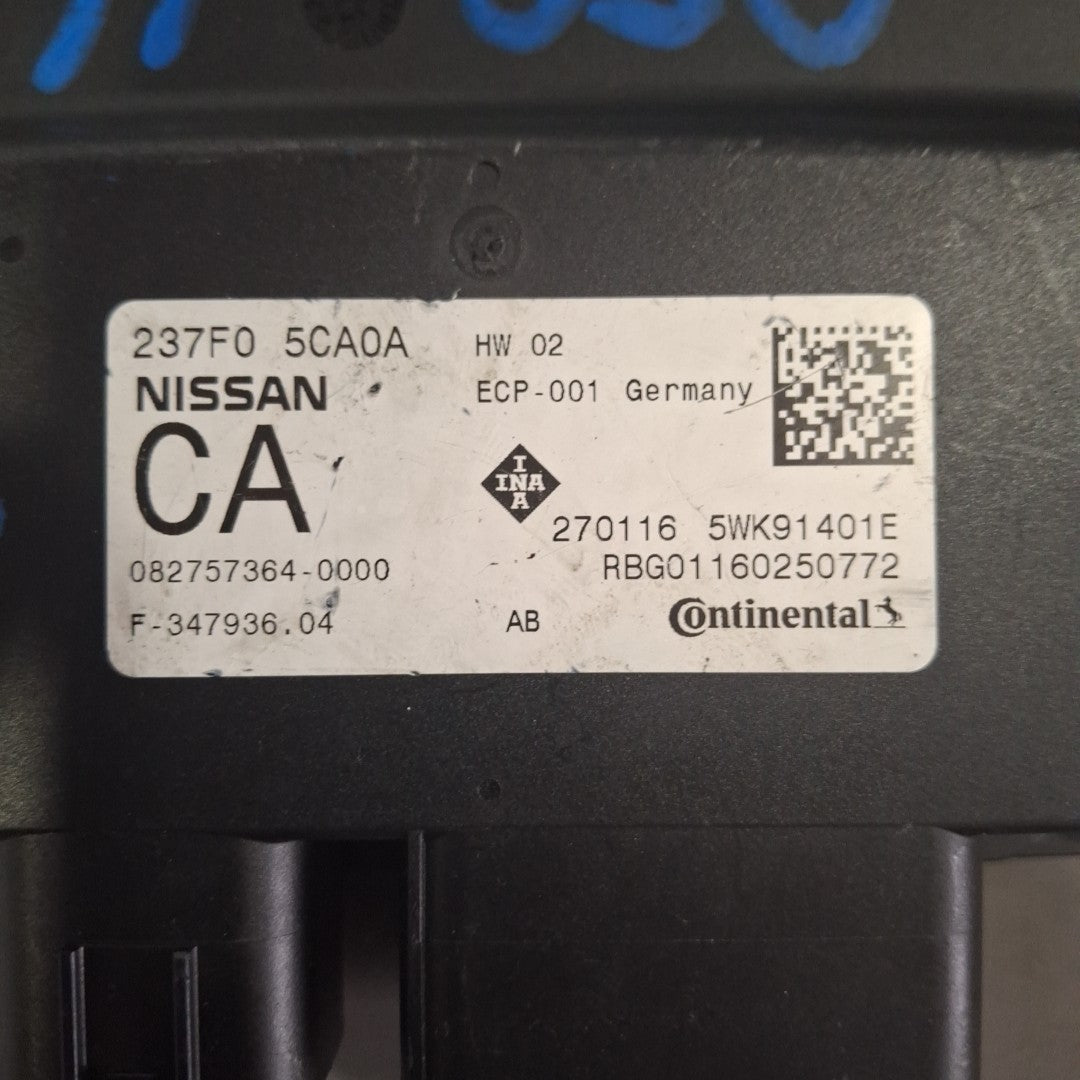 237F0 5CA0A HW 02
NISSAN ECP-001 Germany
CA
I
INA
A
270116 5WK91401E
082757364-0000 RBG01160250772
F-347936.04 AB Continental